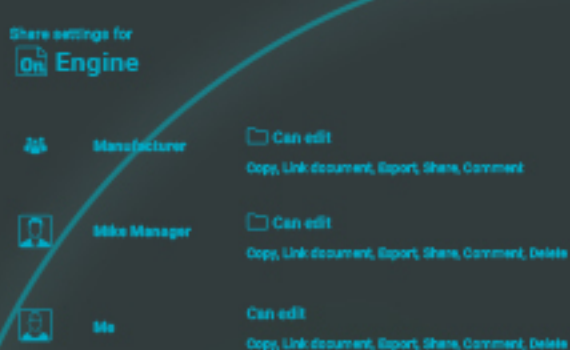 Share settings for
On Engine
Manufacturer
Can edit
Copy, Link document, Export, Share, Comment
Mike Manager
Can edit
Copy, Link document, Export, Share, Comment, Delete
Me
Can edit
Copy, Link document, Export, Share, Comment, Delete